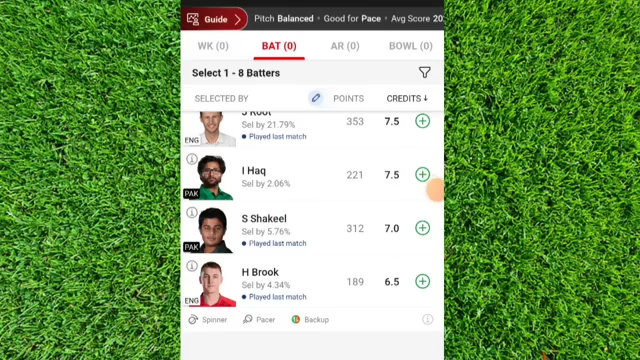 Guide Pitch Balanced • Good for Pace • Avg Score 20
WK (0) BAT (0) AR (0) BOWL (0)
Select 1 - 8 Batters
SELECTED BY POINTS CREDITS ↓
J Root
Sel by 21.79% 353 7.5
Played last match
ENG
I Haq
Sel by 2.06% 221 7.5
PAK
S Shakeel
Sel by 5.76% 312 7.0
Played last match
PAK
H Brook
Sel by 4.34% 189 6.5
Played last match
ENG
Spinner Pacer Backup